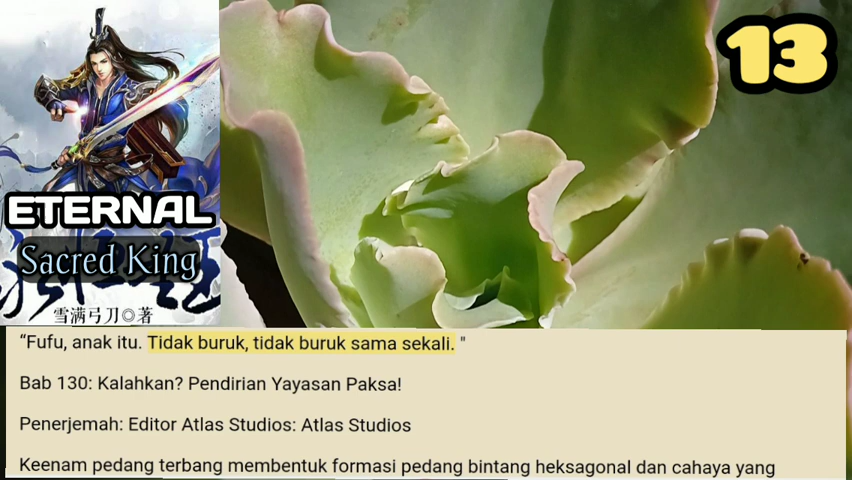 13
ETERNAL
Sacred King
雪满弓刀◎著
“Fufu, anak itu. Tidak buruk, tidak buruk sama sekali. "
Bab 130: Kalahkan? Pendirian Yayasan Paksa!
Penerjemah: Editor Atlas Studios: Atlas Studios
Keenam pedang terbang membentuk formasi pedang bintang heksagonal dan cahaya yang